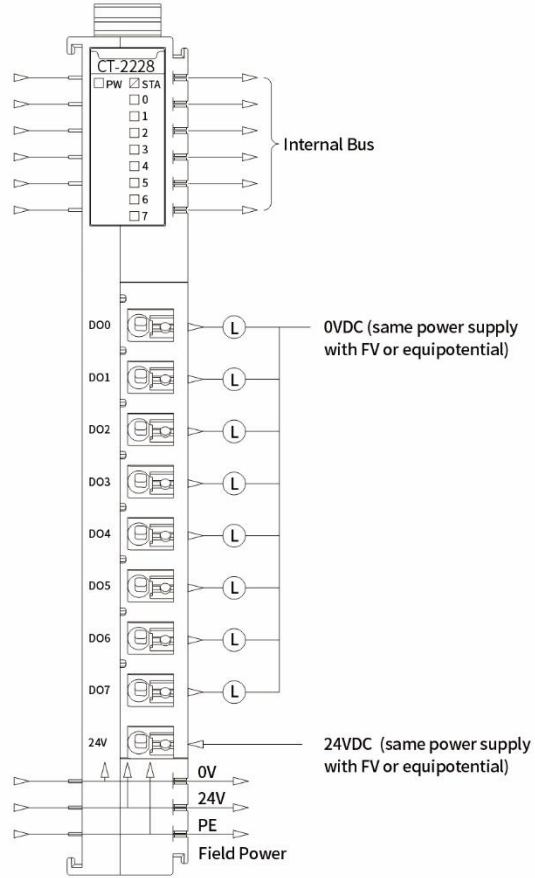 CT-2228
PW STA
0
1
2
3
4
5
6
7
Internal Bus
DO0 L 0VDC (same power supply
with FV or equipotential)
DO1 L
DO2 L
DO3 L
DO4 L
DO5 L
DO6 L
DO7 L
24V 24VDC (same power supply
with FV or equipotential)
0V
24V
PE
Field Power